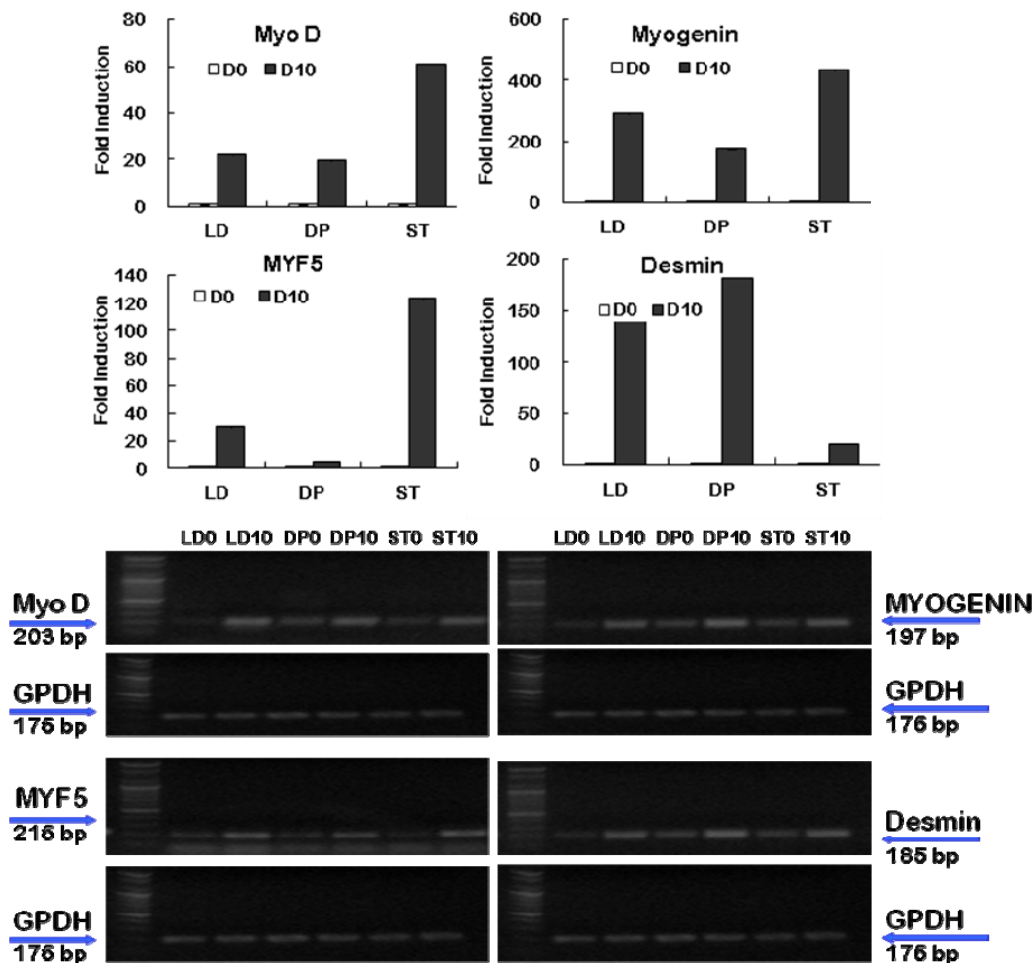 Myo D
D0 D10
Fold Induction
80
60
40
20
0
LD DP ST
Myogenin
D0 D10
Fold Induction
600
400
200
0
LD DP ST
MYF5
D0 D10
Fold Induction
140
120
100
80
60
40
20
0
LD DP ST
Desmin
D0 D10
Fold Induction
200
150
100
50
0
LD DP ST
LD0 LD10 DP0 DP10 ST0 ST10
LD0 LD10 DP0 DP10 ST0 ST10
Myo D
203 bp
MYOGENIN
197 bp
GPDH
176 bp
GPDH
176 bp
MYF5
216 bp
Desmin
185 bp
GPDH
176 bp
GPDH
176 bp